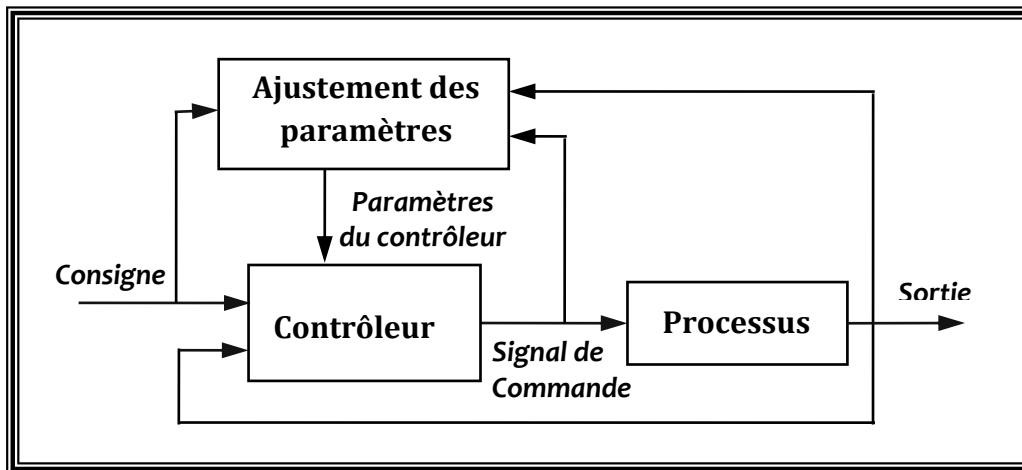 Ajustement des
paramètres
Paramètres
du contrôleur
Consigne
Contrôleur
Signal de
Commande
Processus
Sortie